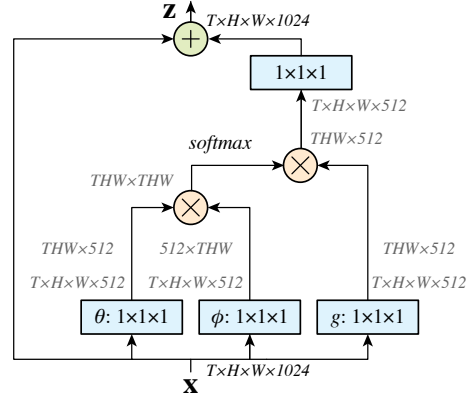 z
T×H×W×1024
+
1×1×1
T×H×W×512
softmax
THW×512
×
THW×THW
×
THW×512
512×THW
THW×512
T×H×W×512
T×H×W×512
T×H×W×512
θ: 1×1×1
ϕ: 1×1×1
g: 1×1×1
T×H×W×1024
x